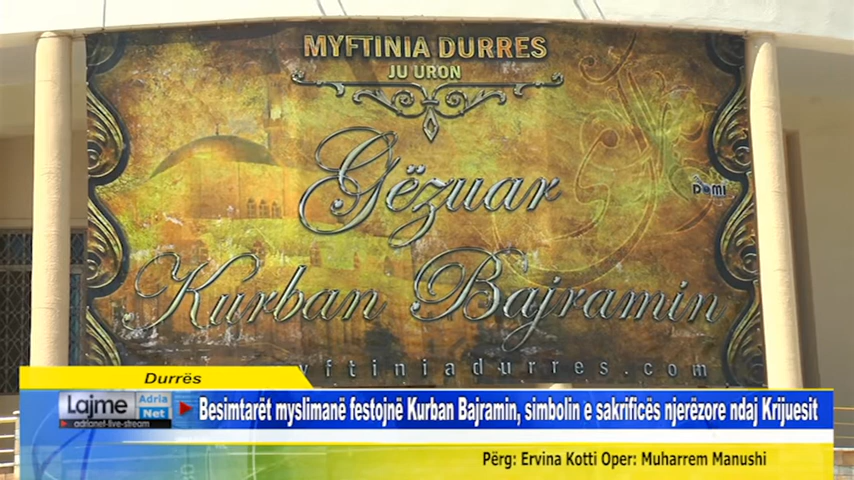 MYFTINIA DURRES
JU URON
Gëzuar
Kurban Bajramin
DOMI
myftiniadurres.com
Durrës
Lajme Adria Net
adrianet-live-stream
Besimtarët myslimanë festojnë Kurban Bajramin, simbolin e sakrificës njerëzore ndaj Krijuesit
Përg: Ervina Kotti Oper: Muharrem Manushi